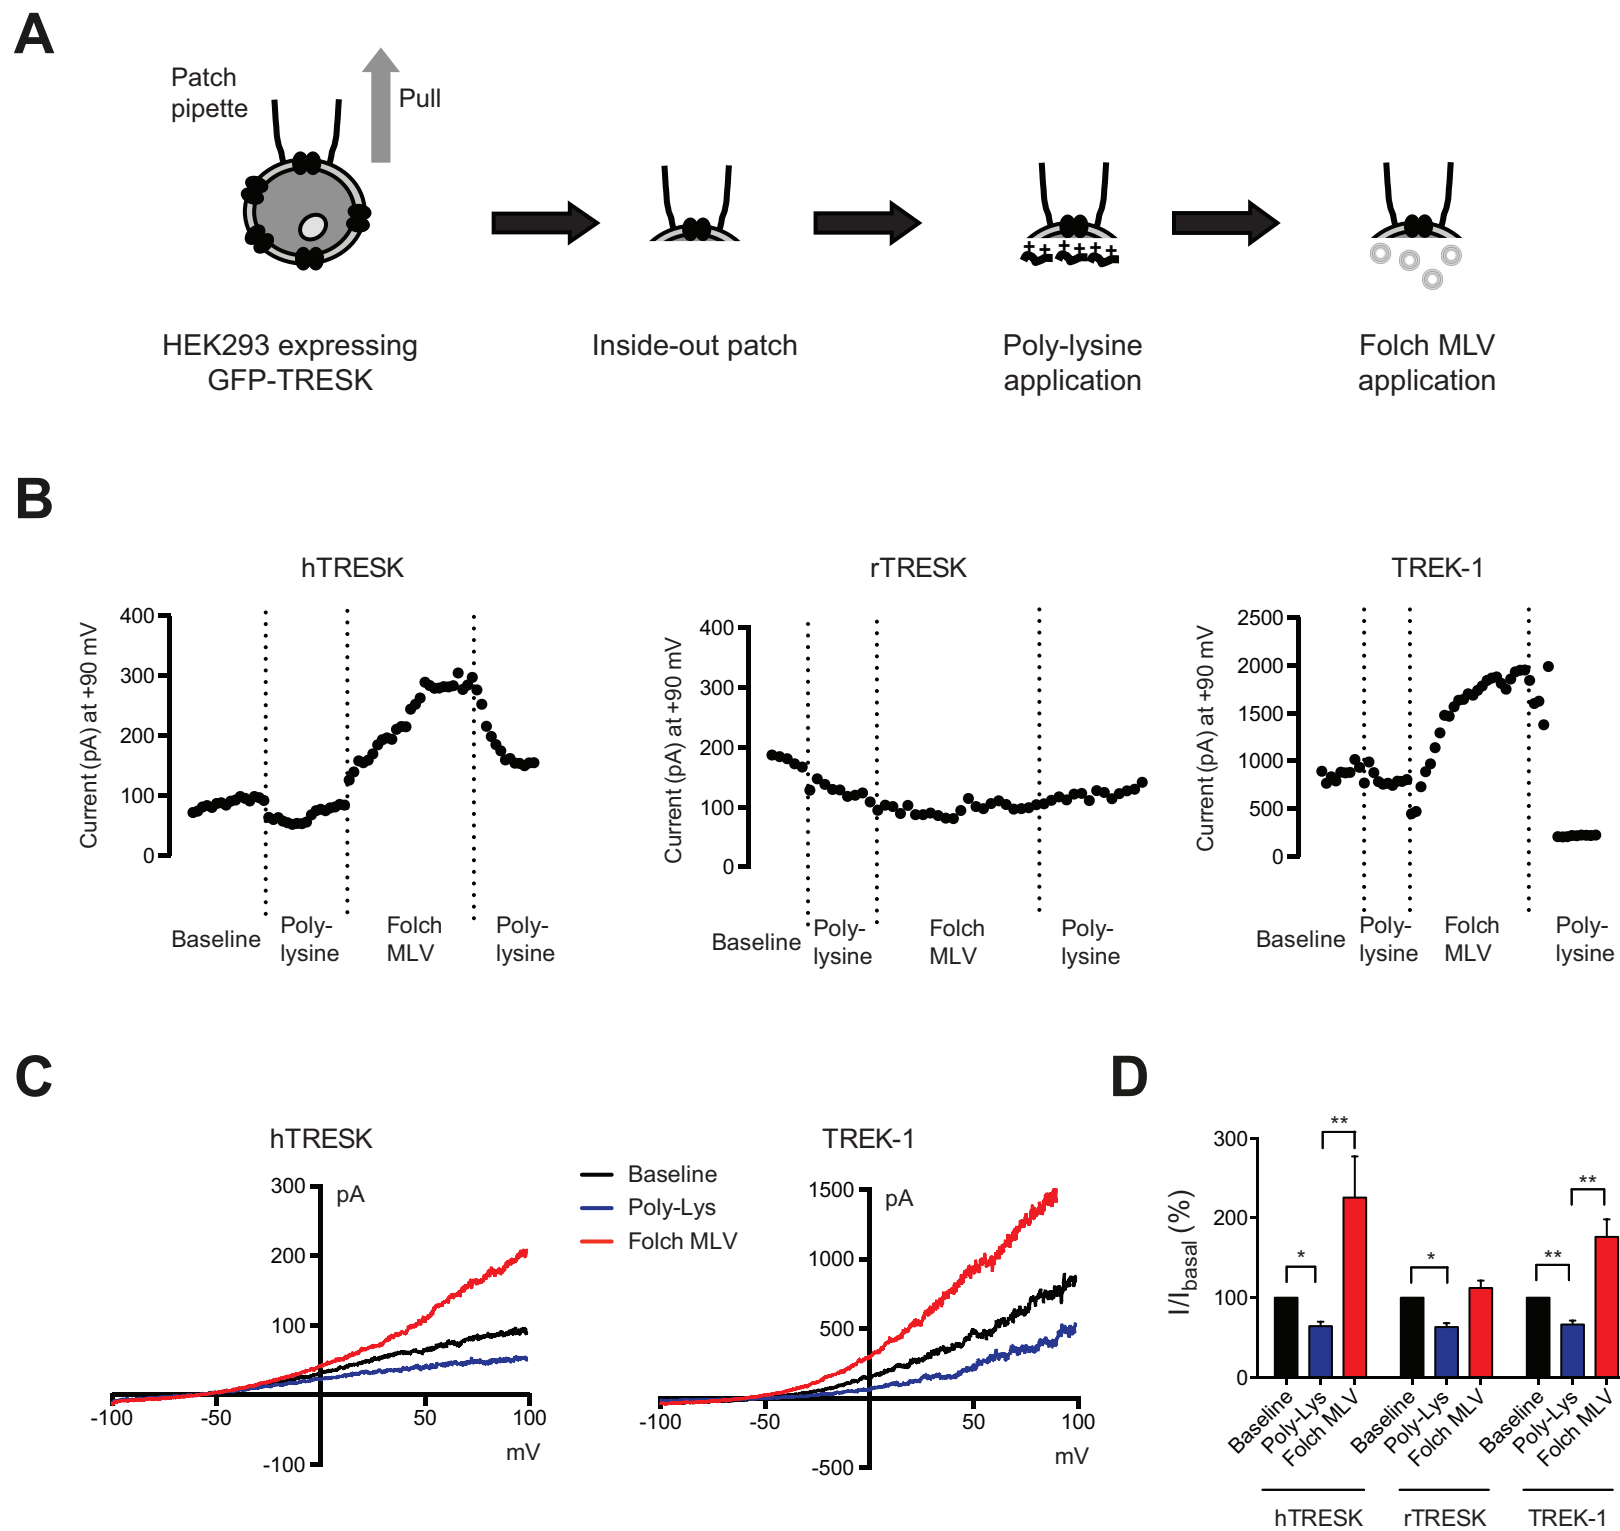 A
Patch
pipette
Pull
HEK293 expressing
GFP-TRESK
Inside-out patch
Poly-lysine
application
Folch MLV
application
B
hTRESK
Current (pA) at +90 mV
400
300
200
100
0
Baseline
Poly-
lysine
Folch
MLV
Poly-
lysine
rTRESK
Current (pA) at +90 mV
400
300
200
100
0
Baseline
Poly-
lysine
Folch
MLV
Poly-
lysine
TREK-1
Current (pA) at +90 mV
2500
2000
1500
1000
500
0
Baseline
Poly-
lysine
Folch
MLV
Poly-
lysine
C
hTRESK
pA
300
200
100
-100
-100 -50 50 100
mV
Baseline
Poly-Lys
Folch MLV
TREK-1
pA
1500
1000
500
-500
-100 -50 50 100
mV
D
I/Ibasal (%)
300
200
100
0
* ** * ** **
Baseline
Poly-Lys
Folch MLV
Baseline
Poly-Lys
Folch MLV
Baseline
Poly-Lys
Folch MLV
hTRESK rTRESK TREK-1